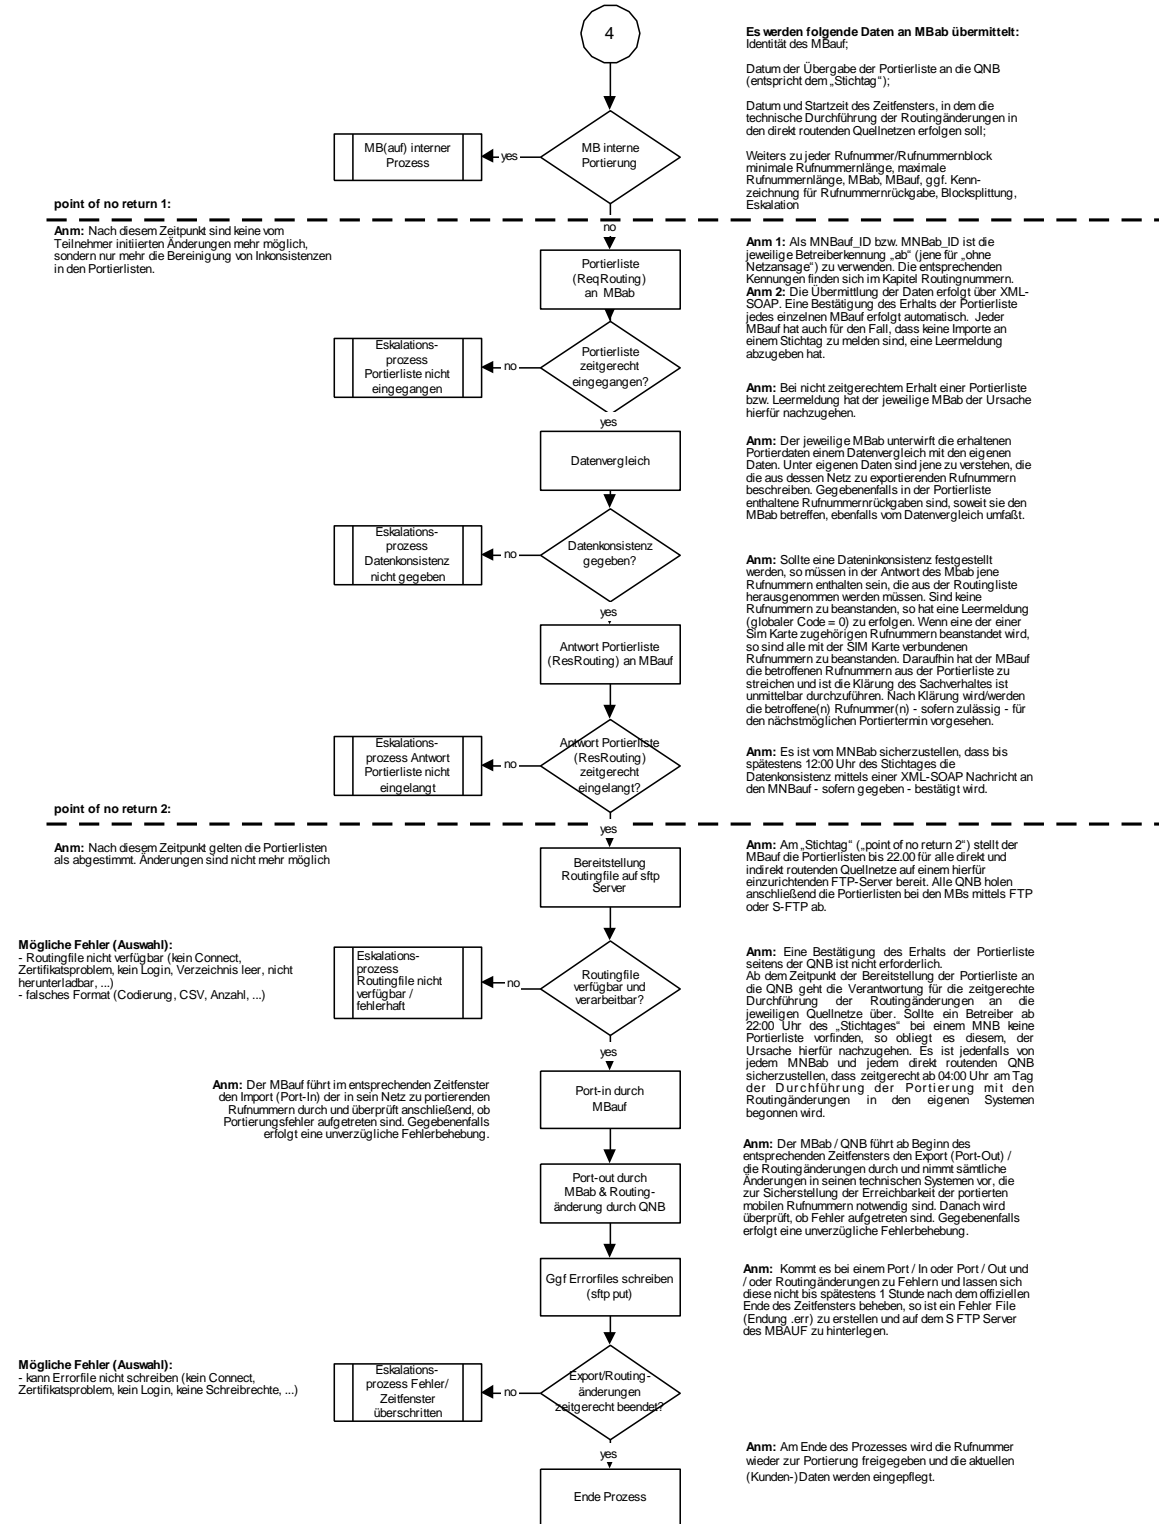 4
Es werden folgende Daten an MBab übermittelt:
Identität des MBauf;
Datum der Übergabe der Portierliste an die QNB
(entspricht dem „Stichtag“);
Datum und Startzeit des Zeitfensters, in dem die
technische Durchführung der Routingänderungen in
den direkt routenden Quellnetzen erfolgen soll;
Weiters zu jeder Rufnummer/Rufnummernblock
minimale Rufnummernlänge, maximale
Rufnummernlänge, MBab, MBauf, ggf. Kenn-
zeichnung für Rufnummernrückgabe, Blocksplittung,
Eskalation
MB(auf) interner
Prozess
yes
MB interne
Portierung
point of no return 1:
no
Anm: Nach diesem Zeitpunkt sind keine vom
Teilnehmer initiierten Änderungen mehr möglich,
sondern nur mehr die Bereinigung von Inkonsistenzen
in den Portierlisten.
Portierliste
(ReqRouting)
an MBab
Anm 1: Als MNBauf_ID bzw. MNBab_ID ist die
jeweilige Betreiberkennung „ab“ (jene für „ohne
Netzansage“) zu verwenden. Die entsprechenden
Kennungen finden sich im Kapitel Routingnummern.
Anm 2: Die Übermittlung der Daten erfolgt über XML-
SOAP. Eine Bestätigung des Erhalts der Portierliste
jedes einzelnen MBauf erfolgt automatisch. Jeder
MBauf hat auch für den Fall, dass keine Importe an
einem Stichtag zu melden sind, eine Leermeldung
abzugeben hat.
Eskalations-
prozess
Portierliste nicht
eingegangen
no
Portierliste
zeitgerecht
eingegangen?
Anm: Bei nicht zeitgerechtem Erhalt einer Portierliste
bzw. Leermeldung hat der jeweilige MBab der Ursache
hierfür nachzugehen.
yes
Datenvergleich
Anm: Der jeweilige MBab unterwirft die erhaltenen
Portierdaten einem Datenvergleich mit den eigenen
Daten. Unter eigenen Daten sind jene zu verstehen, die
die aus dessen Netz zu exportierenden Rufnummern
beschreiben. Gegebenenfalls in der Portierliste
enthaltene Rufnummernrückgaben sind, soweit sie den
MBab betreffen, ebenfalls vom Datenvergleich umfaßt.
Eskalations-
prozess
Datenkonsistenz
nicht gegeben
no
Datenkonsistenz
gegeben?
Anm: Sollte eine Dateninkonsistenz festgestellt
werden, so müssen in der Antwort des Mbab jene
Rufnummern enthalten sein, die aus der Routingliste
herausgenommen werden müssen. Sind keine
Rufnummern zu beanstanden, so hat eine Leermeldung
(globaler Code = 0) zu erfolgen. Wenn eine der einer
Sim Karte zugehörigen Rufnummern beanstandet wird,
so sind alle mit der SIM Karte verbundenen
Rufnummern zu beanstanden. Daraufhin hat der MBauf
die betroffenen Rufnummern aus der Portierliste zu
streichen und ist die Klärung des Sachverhaltes ist
unmittelbar durchzuführen. Nach Klärung wird/werden
die betroffene(n) Rufnummer(n) - sofern zulässig - für
den nächstmöglichen Portiertermin vorgesehen.
yes
Antwort Portierliste
(ResRouting) an MBauf
Eskalations-
prozess Antwort
Portierliste nicht
eingelangt
no
Antwort Portierliste
(ResRouting)
zeitgerecht
eingelangt?
Anm: Es ist vom MNBab sicherzustellen, dass bis
spätestens 12:00 Uhr des Stichtages die
Datenkonsistenz mittels einer XML-SOAP Nachricht an
den MNBauf - sofern gegeben - bestätigt wird.
point of no return 2:
yes
Anm: Nach diesem Zeitpunkt gelten die Portierlisten
als abgestimmt. Änderungen sind nicht mehr möglich
Bereitstellung
Routingfile auf sftp
Server
Anm: Am „Stichtag“ („point of no return 2“) stellt der
MBauf die Portierlisten bis 22.00 für alle direkt und
indirekt routenden Quellnetze auf einem hierfür
einzurichtenden FTP-Server bereit. Alle QNB holen
anschließend die Portierlisten bei den MBs mittels FTP
oder S-FTP ab.
Mögliche Fehler (Auswahl):
- Routingfile nicht verfügbar (kein Connect,
Zertifikatsproblem, kein Login, Verzeichnis leer, nicht
herunterladbar, ...)
- falsches Format (Codierung, CSV, Anzahl, ...)
Eskalations-
prozess
Routingfile nicht
verfügbar /
fehlerhaft
no
Routingfile
verfügbar und
verarbeitbar?
Anm: Eine Bestätigung des Erhalts der Portierliste
seitens der QNB ist nicht erforderlich.
Ab dem Zeitpunkt der Bereitstellung der Portierliste an
die QNB geht die Verantwortung für die zeitgerechte
Durchführung der Routingänderungen an die
jeweiligen Quellnetze über. Sollte ein Betreiber ab
22:00 Uhr des „Stichtages“ bei einem MNB keine
Portierliste vorfinden, so obliegt es diesem, der
Ursache hierfür nachzugehen. Es ist jedenfalls von
jedem MNBab und jedem direkt routenden QNB
sicherzustellen, dass zeitgerecht ab 04:00 Uhr am Tag
der Durchführung der Portierung mit den
Routingänderungen in den eigenen Systemen
begonnen wird.
yes
Anm: Der MBauf führt im entsprechenden Zeitfenster
den Import (Port-In) der in sein Netz zu portierenden
Rufnummern durch und überprüft anschließend, ob
Portierungsfehler aufgetreten sind. Gegebenenfalls
erfolgt eine unverzügliche Fehlerbehebung.
Port-in durch
MBauf
Port-out durch
MBab & Routing-
änderung durch QNB
Anm: Der MBab / QNB führt ab Beginn des
entsprechenden Zeitfensters den Export (Port-Out) /
die Routingänderungen durch und nimmt sämtliche
Änderungen in seinen technischen Systemen vor, die
zur Sicherstellung der Erreichbarkeit der portierten
mobilen Rufnummern notwendig sind. Danach wird
überprüft, ob Fehler aufgetreten sind. Gegebenenfalls
erfolgt eine unverzügliche Fehlerbehebung.
Ggf Errorfiles schreiben
(sftp put)
Anm: Kommt es bei einem Port / In oder Port / Out und
/ oder Routingänderungen zu Fehlern und lassen sich
diese nicht bis spätestens 1 Stunde nach dem offiziellen
Ende des Zeitfensters beheben, so ist ein Fehler File
(Endung .err) zu erstellen und auf dem S FTP Server
des MBAUF zu hinterlegen.
Mögliche Fehler (Auswahl):
- kann Errorfile nicht schreiben (kein Connect,
Zertifikatsproblem, kein Login, keine Schreibrechte, ...)
Eskalations-
prozess Fehler/
Zeitfenster
überschritten
no
Export/Routing-
änderungen
zeitgerecht beendet?
yes
Anm: Am Ende des Prozesses wird die Rufnummer
wieder zur Portierung freigegeben und die aktuellen
(Kunden-)Daten werden eingepflegt.
Ende Prozess